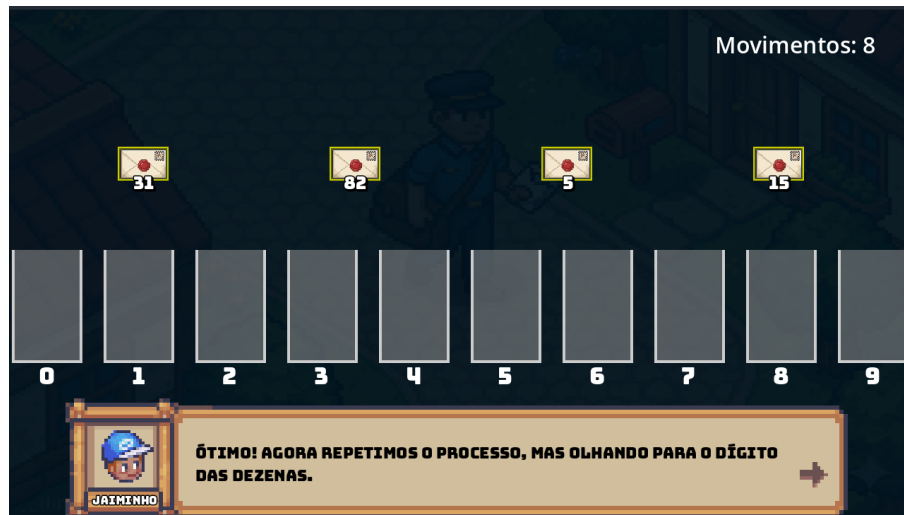 Movimentos: 8
31 82 5 15
0 1 2 3 4 5 6 7 8 9
ÓTIMO! AGORA REPETIMOS O PROCESSO, MAS OLHANDO PARA O DÍGITO
DAS DEZENAS.
JAIMINHO